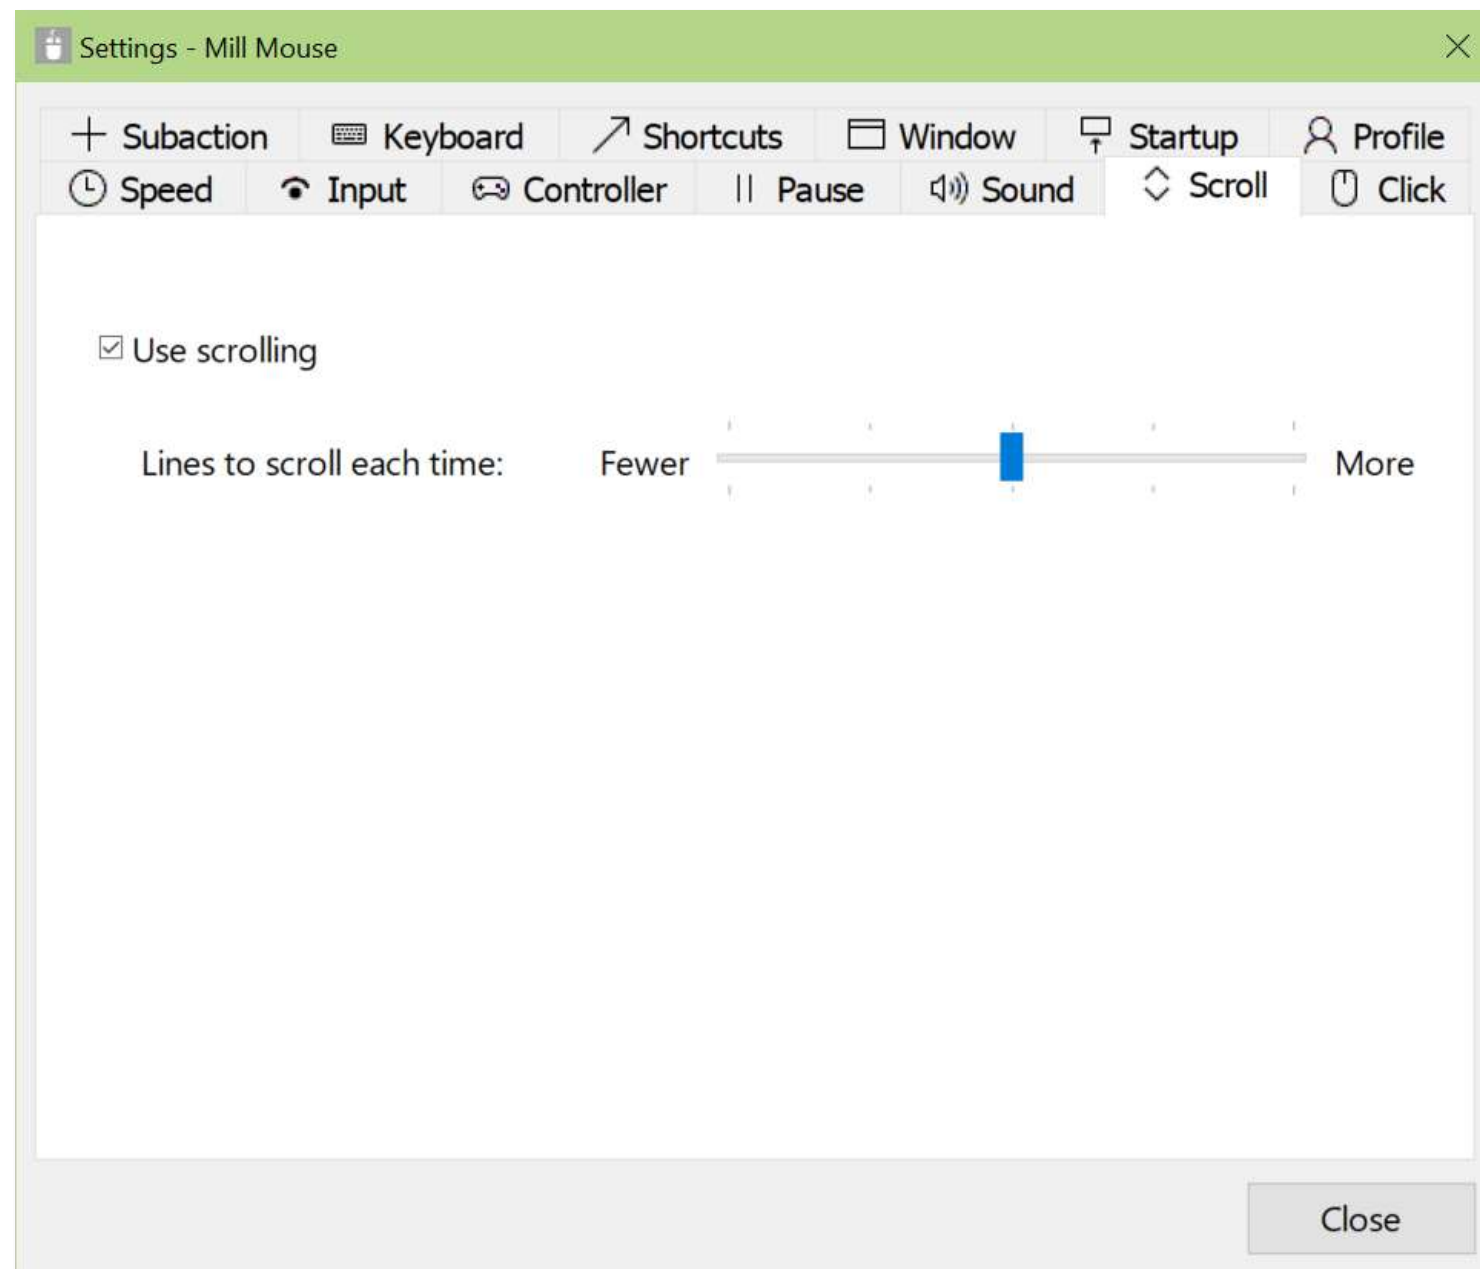 Settings - Mill Mouse
Subaction Keyboard Shortcuts Window Startup Profile
Speed Input Controller Pause Sound Scroll Click
Use scrolling
Lines to scroll each time: Fewer More
Close